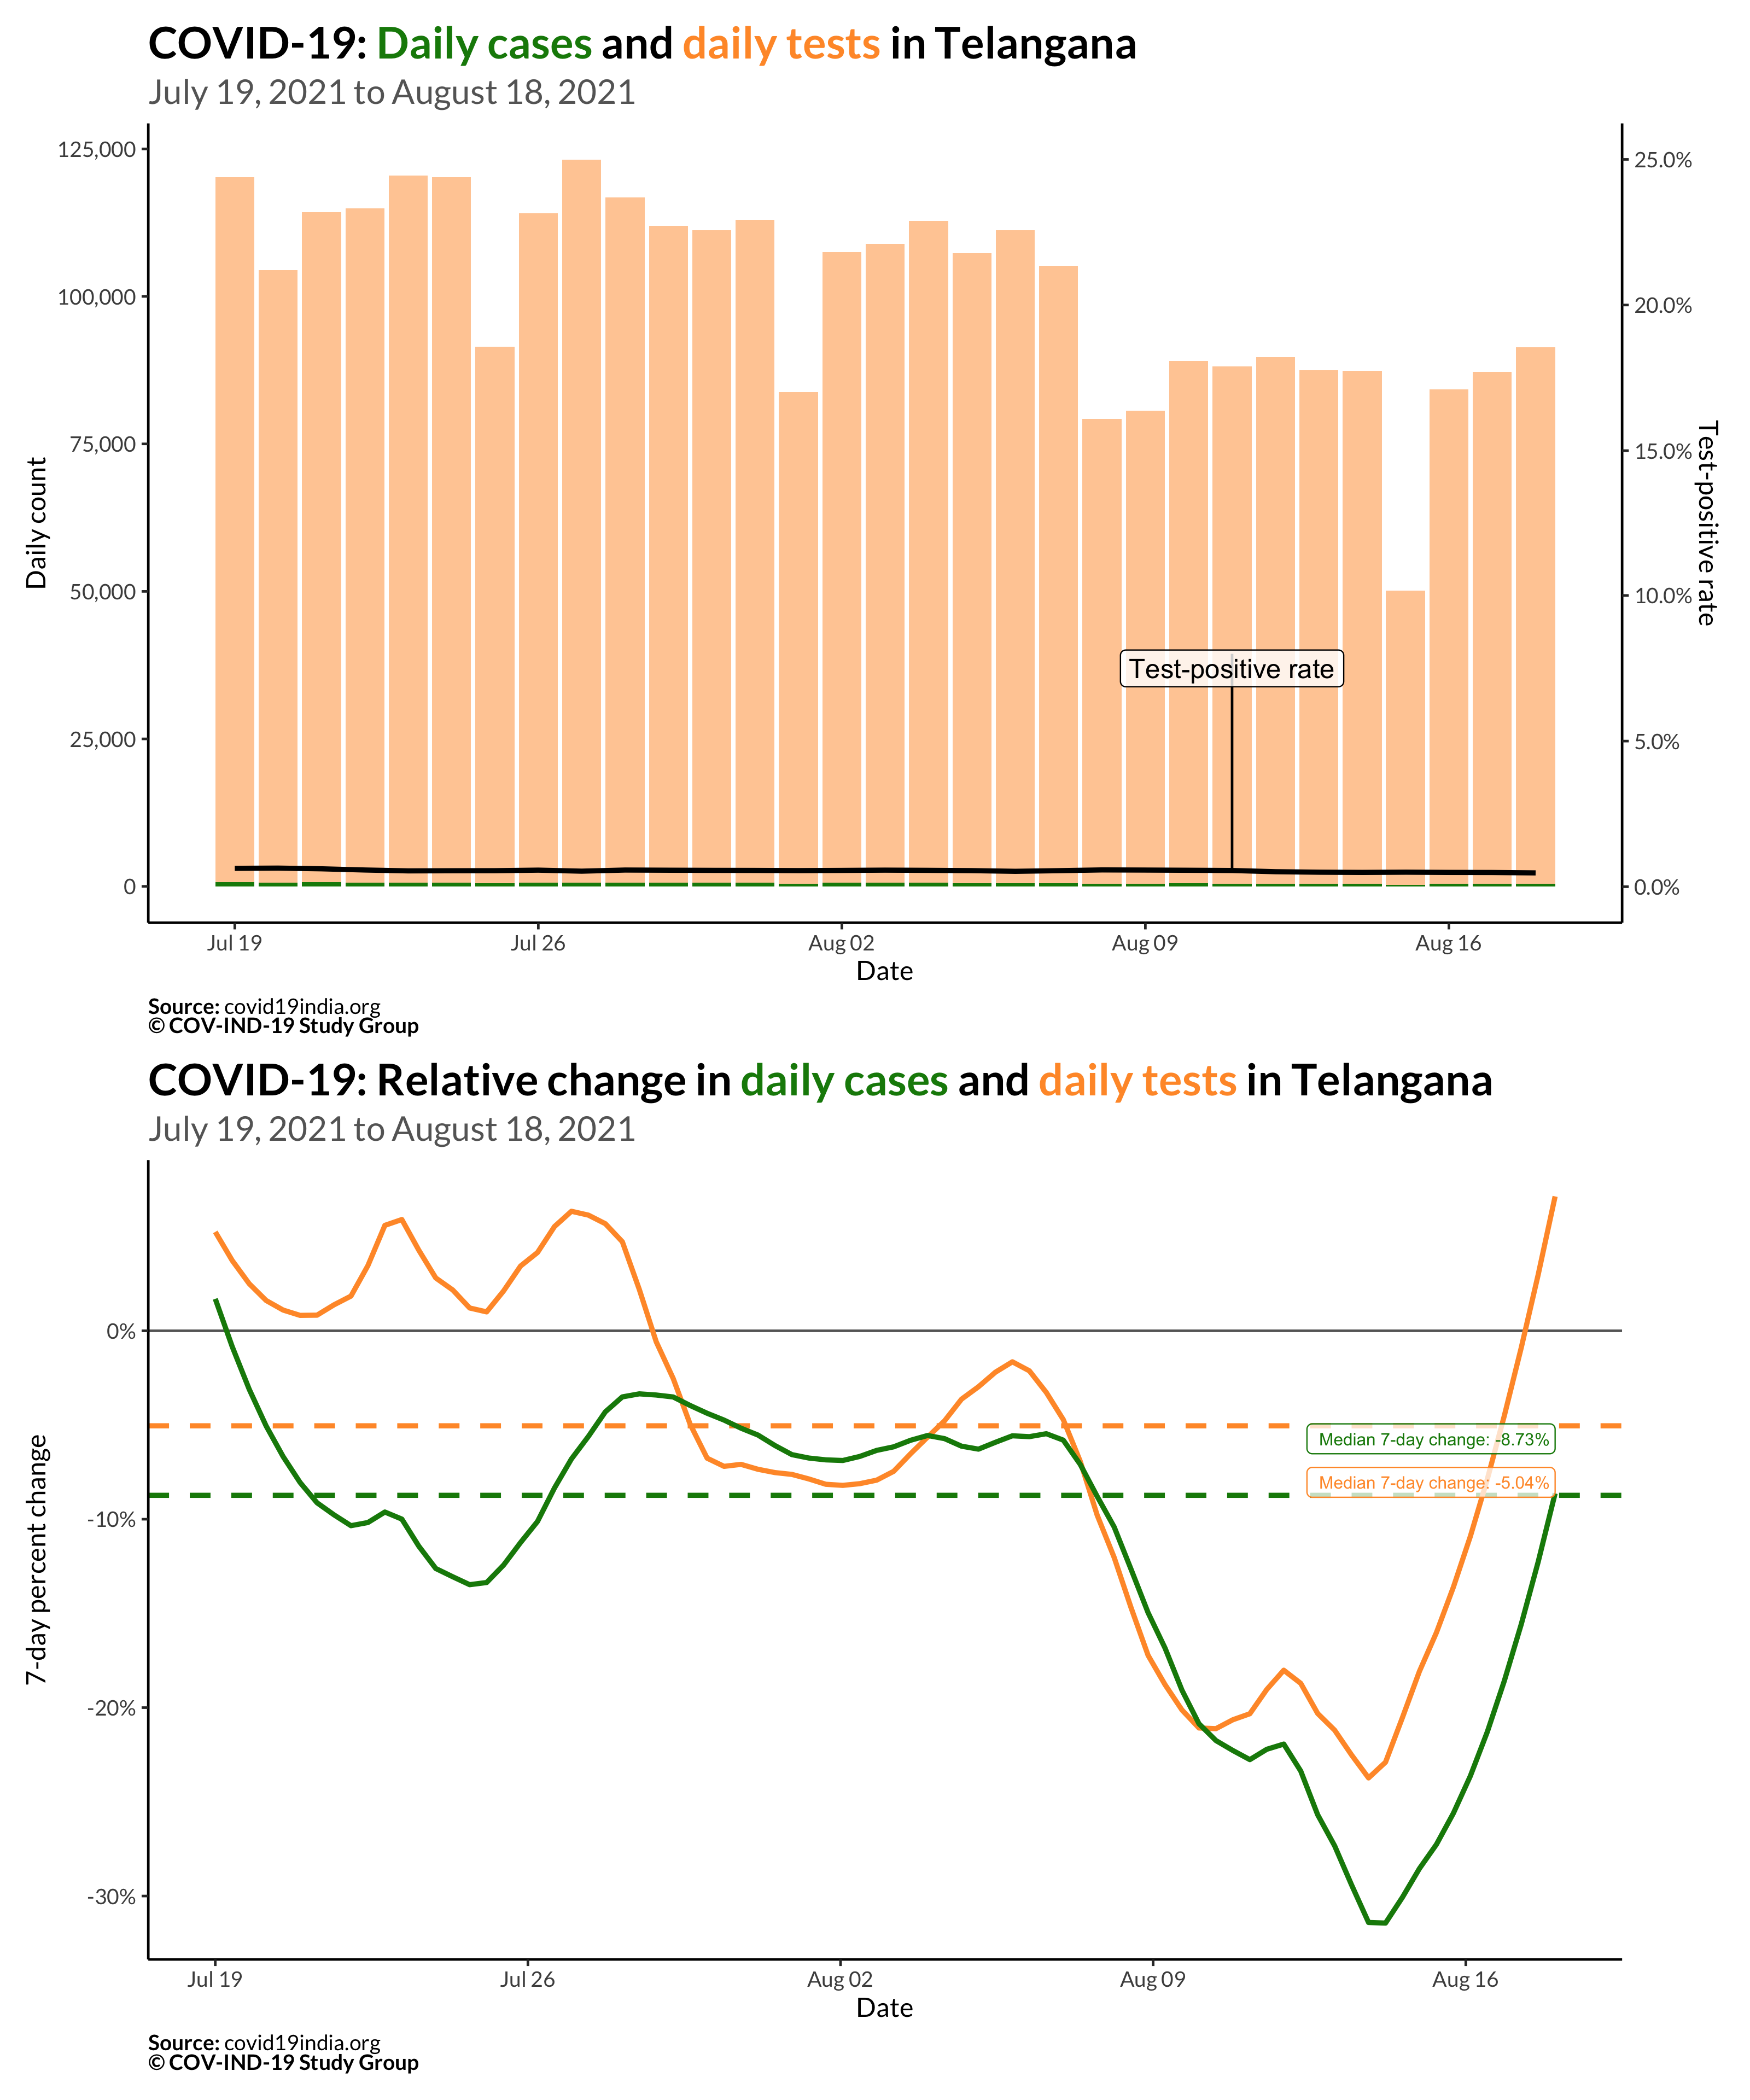 COVID-19: Daily cases and daily tests in Telangana
July 19, 2021 to August 18, 2021
125,000
100,000
75,000
50,000
25,000
0
Daily count
25.0%
20.0%
15.0%
10.0%
5.0%
0.0%
Test-positive rate
Test-positive rate
Jul 19
Jul 26
Aug 02
Aug 09
Aug 16
Date
Source: covid19india.org
© COV-IND-19 Study Group
COVID-19: Relative change in daily cases and daily tests in Telangana
July 19, 2021 to August 18, 2021
0%
-10%
-20%
-30%
7-day percent change
Median 7-day change: -8.73%
Median 7-day change: -5.04%
Jul 19
Jul 26
Aug 02
Aug 09
Aug 16
Date
Source: covid19india.org
© COV-IND-19 Study Group